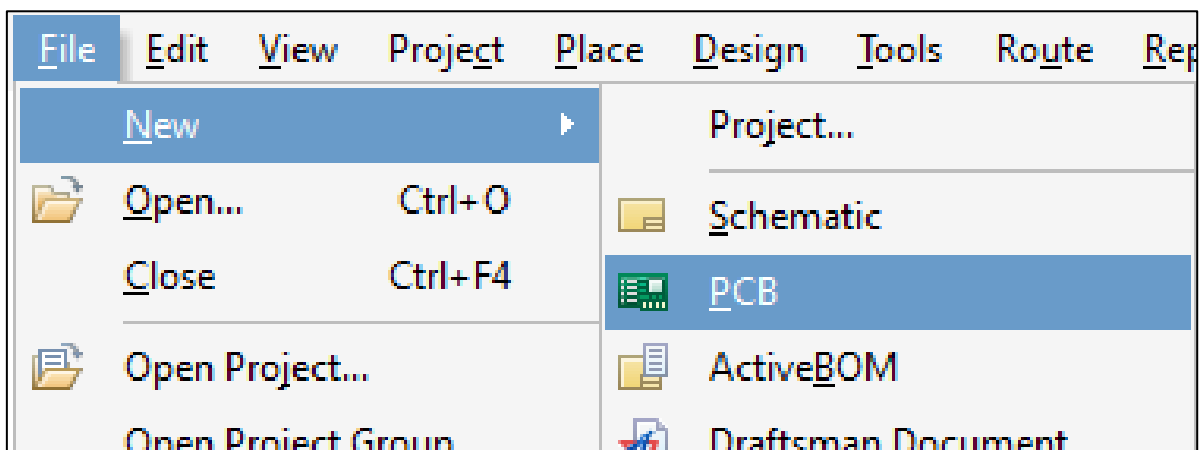 File Edit View Project Place Design Tools Route Rep
New
Project...
Open... Ctrl+O
Schematic
Close Ctrl+F4
PCB
Open Project...
ActiveBOM
Open Project Group
Draftsman Document